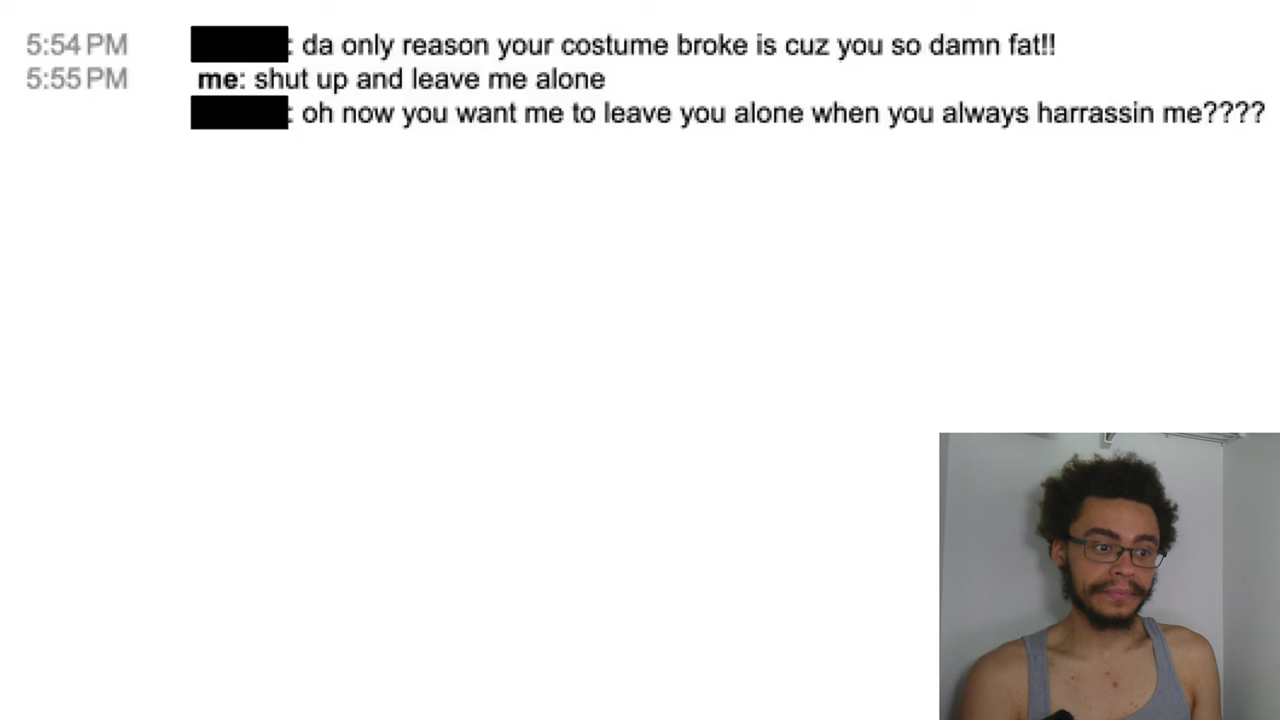 5:54 PM : da only reason your costume broke is cuz you so damn fat!!
5:55 PM me: shut up and leave me alone
: oh now you want me to leave you alone when you always harrassin me????